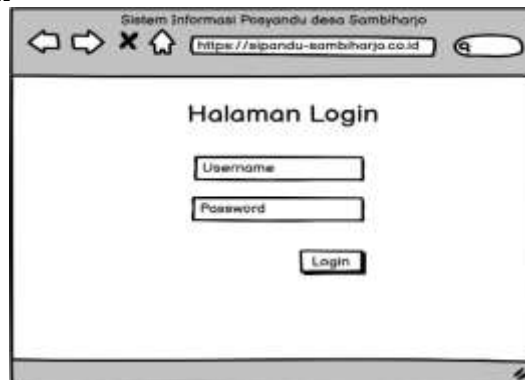 Sistem Informasi Posyandu desa Sambiharjo
https://sipandu-sambiharjo.co.id
Halaman Login
Username
Password
Login